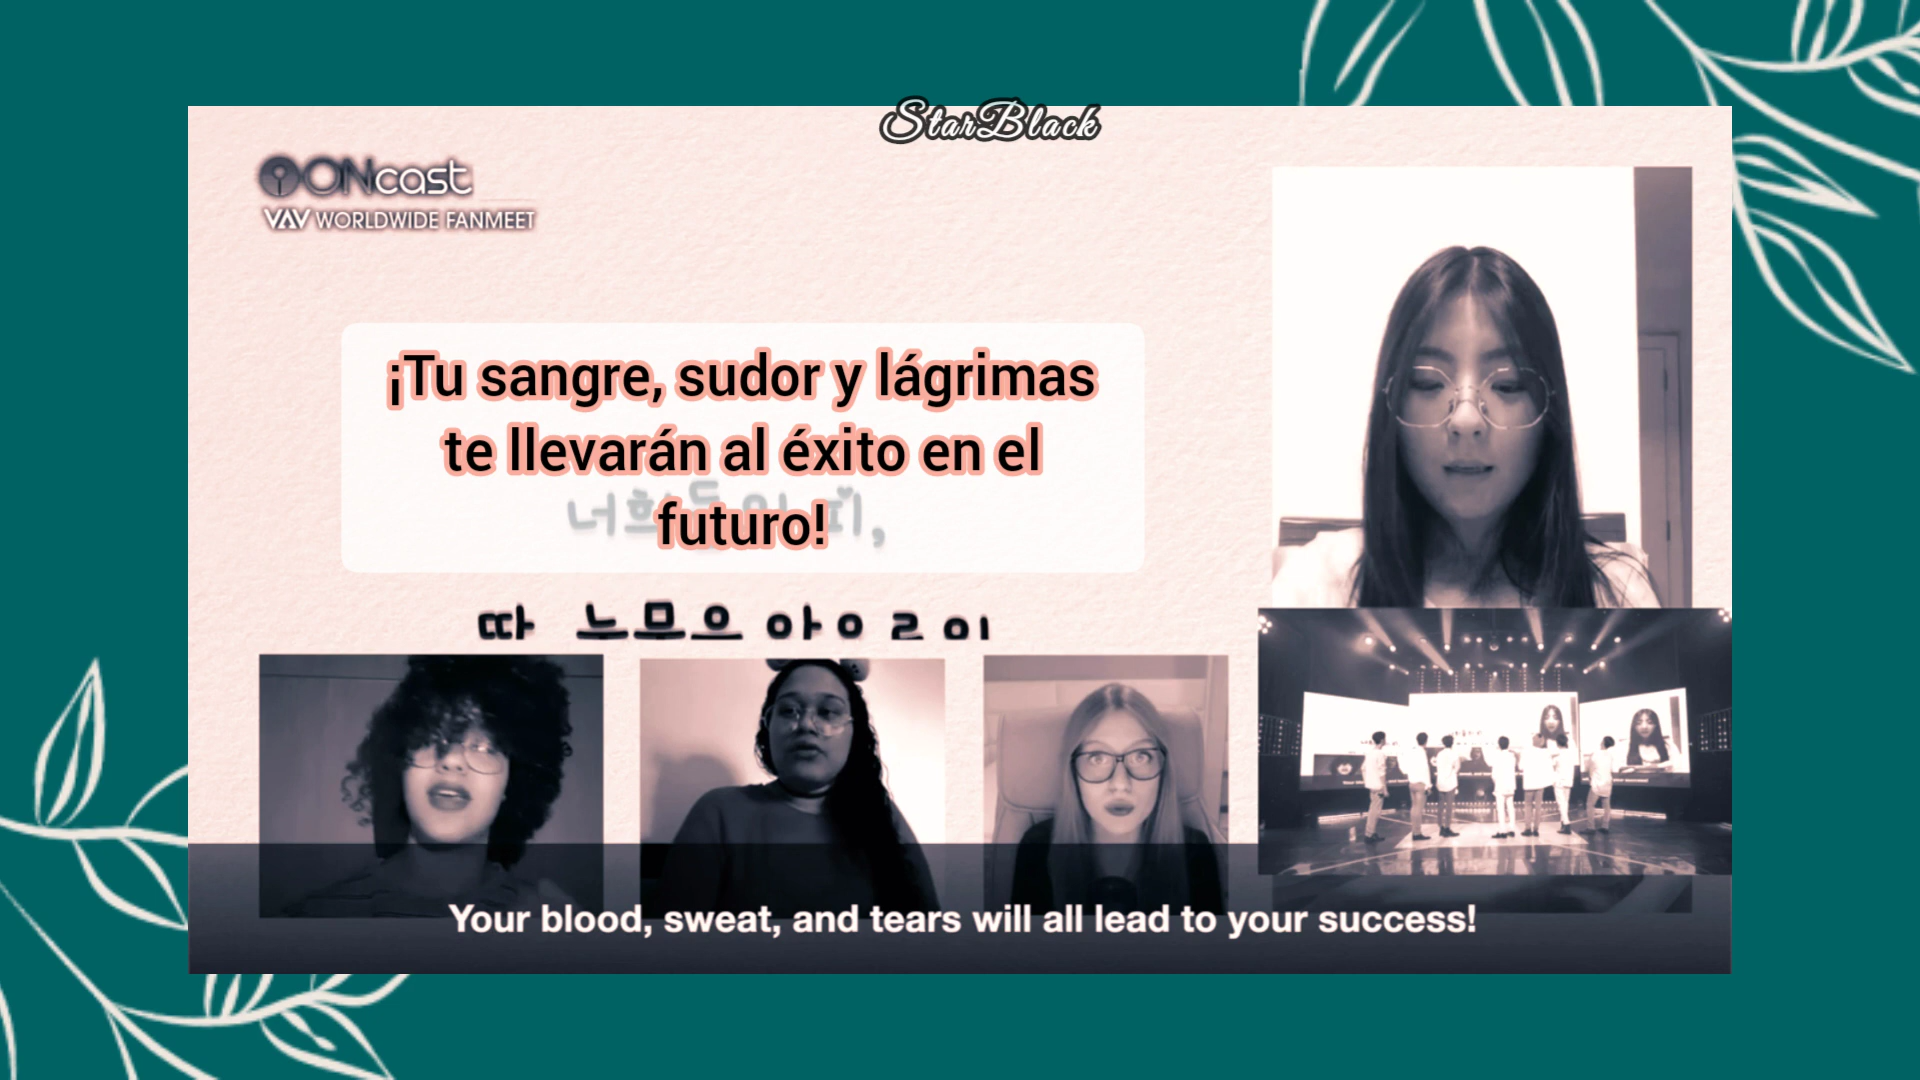 StarBlack
ONcast
VAV WORLDWIDE FANMEET
¡Tu sangre, sudor y lágrimas
te llevarán al éxito en el
futuro!
Your blood, sweat, and tears will all lead to your success!